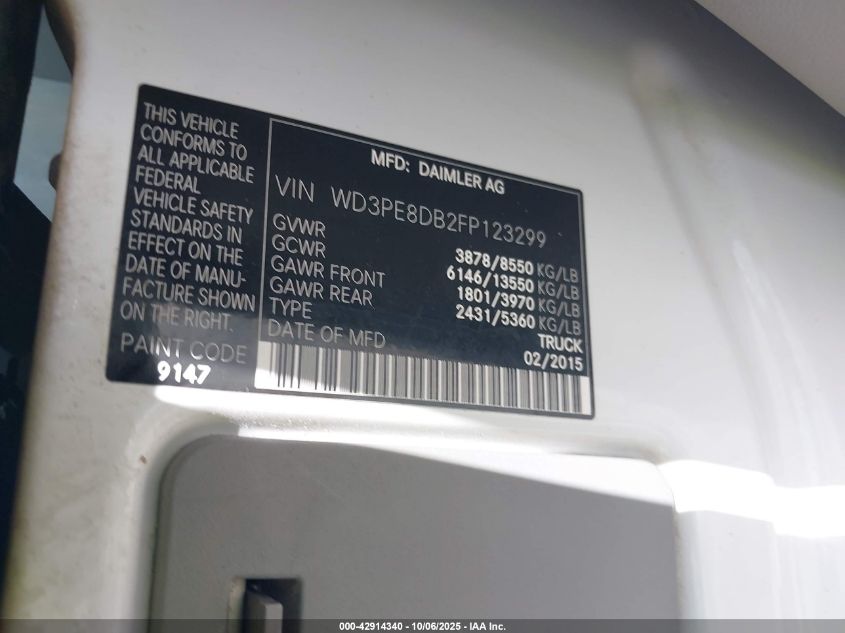 THIS VEHICLE
CONFORMS TO
ALL APPLICABLE
FEDERAL
VEHICLE SAFETY
STANDARDS IN
EFFECT ON THE
DATE OF MANU-
FACTURE SHOWN
ON THE RIGHT.
PAINT CODE
9147
MFD: DAIMLER AG
VIN WD3PE8DB2FP123299
GVWR 3878/8550 KG/LB
GCWR 6146/13550 KG/LB
GAWR FRONT 1801/3970 KG/LB
GAWR REAR 2431/5360 KG/LB
TYPE TRUCK
DATE OF MFD 02/2015
000-42914340 - 10/06/2025 - IAA Inc.